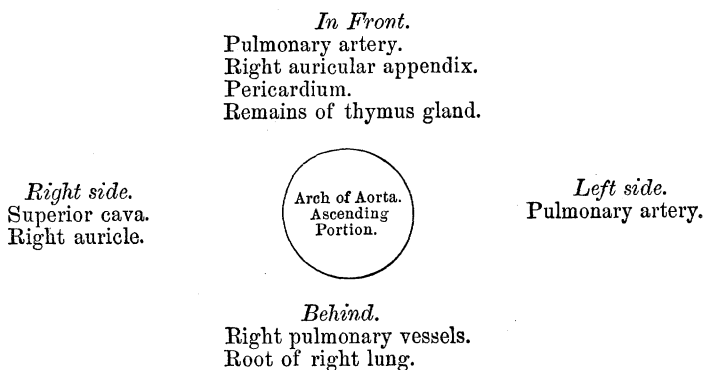 In Front.
Pulmonary artery.
Right auricular appendix.
Pericardium.
Remains of thymus gland.
Right side.
Superior cava.
Right auricle.
Arch of Aorta.
Ascending
Portion.
Left side.
Pulmonary artery.
Behind.
Right pulmonary vessels.
Root of right lung.